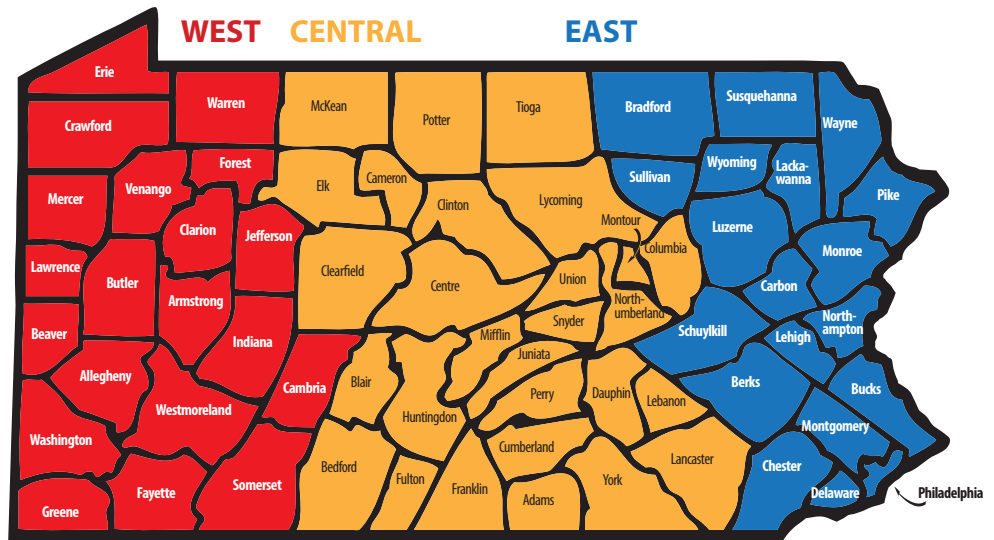 WEST CENTRAL EAST
Erie
Warren
McKean
Potter
Tioga
Bradford
Susquehanna
Wayne
Crawford
Forest
Elk
Cameron
Clinton
Lycoming
Sullivan
Wyoming
Lacka-
wanna
Pike
Mercer
Venango
Clarion
Jefferson
Clearfield
Centre
Montour
Columbia
Luzerne
Monroe
Lawrence
Butler
Armstrong
Union
North-
umberland
Carbon
Beaver
Indiana
Mifflin
Snyder
Schuylkill
Lehigh
North-
ampton
Allegheny
Westmoreland
Cambria
Blair
Huntingdon
Juniata
Perry
Dauphin
Lebanon
Berks
Bucks
Washington
Bedford
Fulton
Franklin
Cumberland
Adams
York
Lancaster
Chester
Montgomery
Delaware
Philadelphia
Greene
Fayette
Somerset